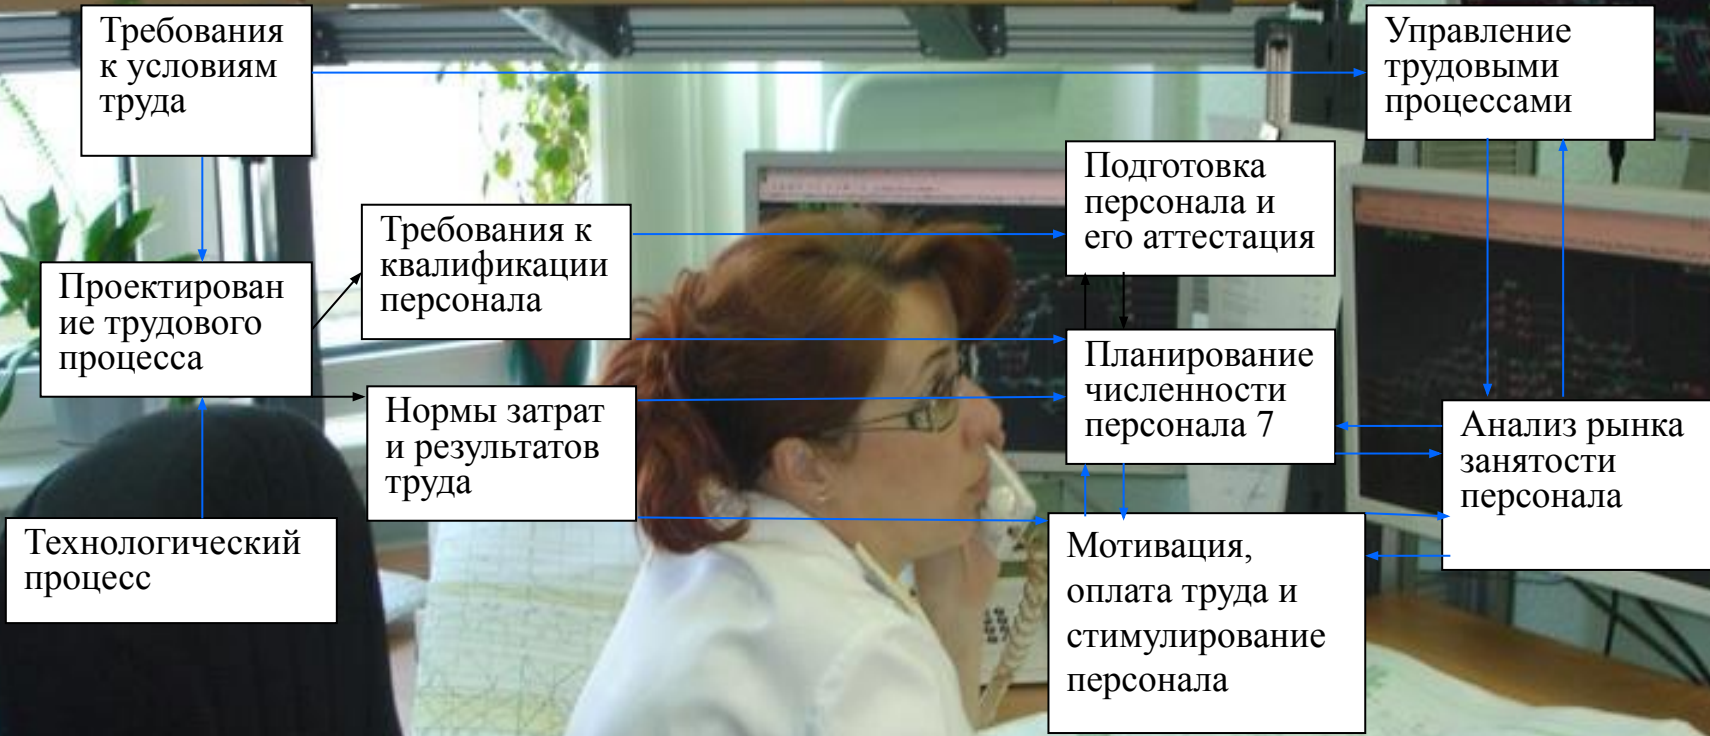 Требования
к условиям
труда
Управление
трудовыми
процессами
Подготовка
персонала и
его аттестация
Требования к
квалификации
персонала
Проектирован
ие трудового
процесса
Планирование
численности
персонала 7
Нормы затрат
и результатов
труда
Анализ рынка
занятости
персонала
Технологический
процесс
Мотивация,
оплата труда и
стимулирование
персонала